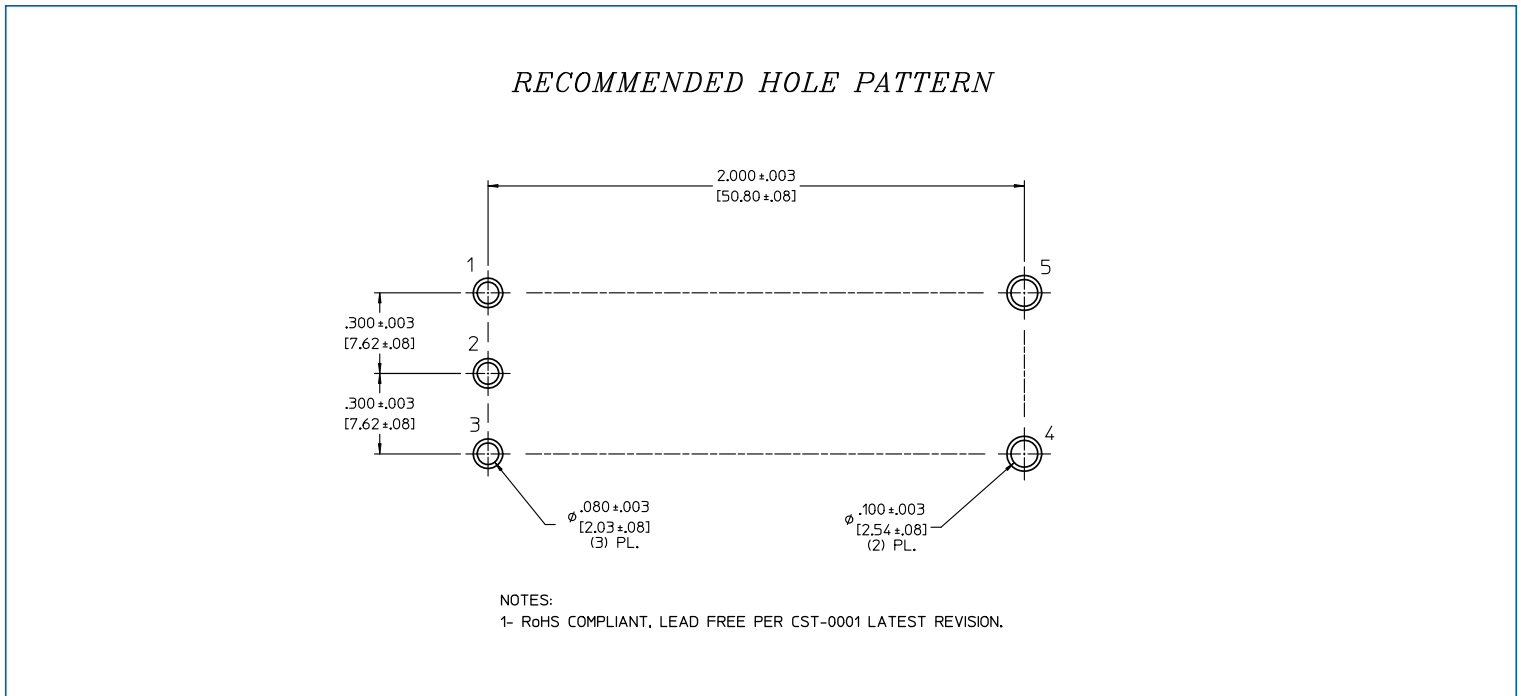 RECOMMENDED HOLE PATTERN
2.000±.003
[50.80±.08]
1
5
.300±.003
[7.62±.08]
2
.300±.003
[7.62±.08]
3
4
ø .080±.003
[2.03±.08]
(3) PL.
ø .100±.003
[2.54±.08]
(2) PL.
NOTES:
1- RoHS COMPLIANT, LEAD FREE PER CST-0001 LATEST REVISION.